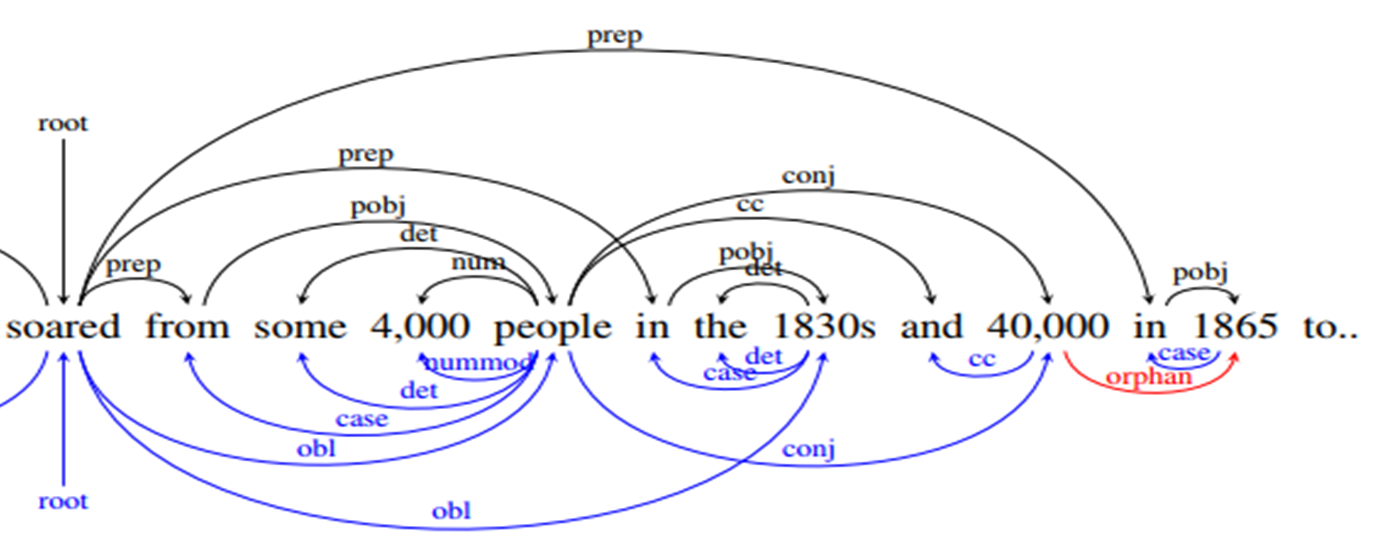 prep
root
prep
conj
pobj
cc
det
pobj
prep
num
det
pobj
soared from some 4,000 people in the 1830s and 40,000 in 1865 to..
nummod
det
cc
case
case
orphan
det
case
obl
conj
root
obl